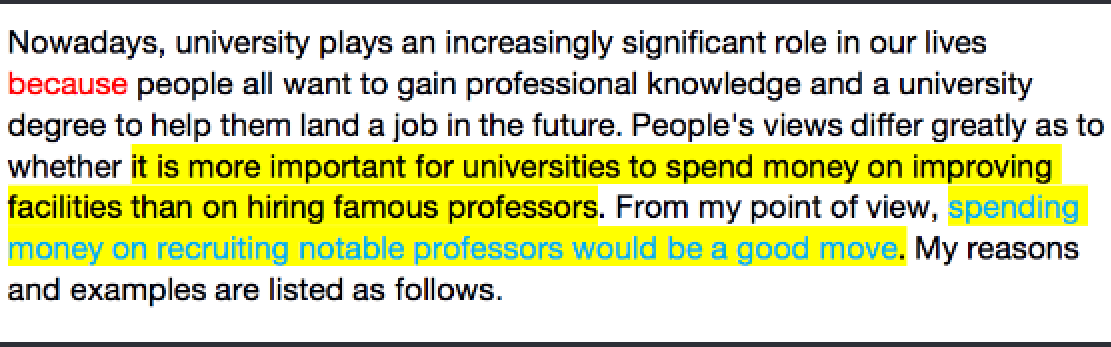 Nowadays, university plays an increasingly significant role in our lives
because people all want to gain professional knowledge and a university
degree to help them land a job in the future. People's views differ greatly as to
whether it is more important for universities to spend money on improving
facilities than on hiring famous professors. From my point of view, spending
money on recruiting notable professors would be a good move. My reasons
and examples are listed as follows.